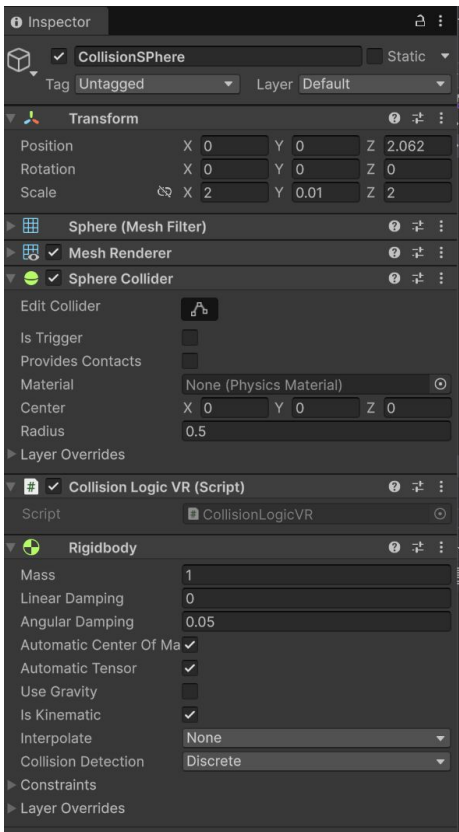 Inspector
CollisionSPhere Static
Tag Untagged Layer Default
Transform
Position X 0 Y 0 Z 2.062
Rotation X 0 Y 0 Z 0
Scale X 2 Y 0.01 Z 2
Sphere (Mesh Filter)
Mesh Renderer
Sphere Collider
Edit Collider
Is Trigger
Provides Contacts
Material None (Physics Material)
Center X 0 Y 0 Z 0
Radius 0.5
Layer Overrides
# Collision Logic VR (Script)
Script # CollisionLogicVR
Rigidbody
Mass 1
Linear Damping 0
Angular Damping 0.05
Automatic Center Of Ma
Automatic Tensor
Use Gravity
Is Kinematic
Interpolate None
Collision Detection Discrete
Constraints
Layer Overrides